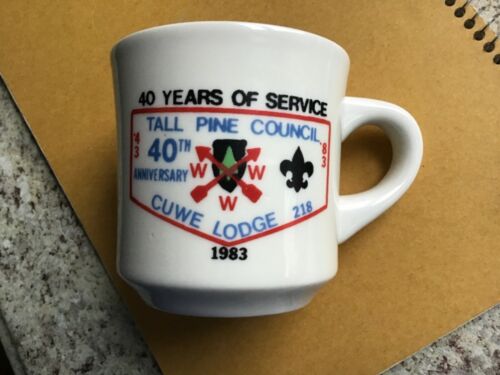 40 YEARS OF SERVICE
TALL PINE COUNCIL
'43 40TH '83
ANNIVERSARY
W W
W
CUWE LODGE 218
1983